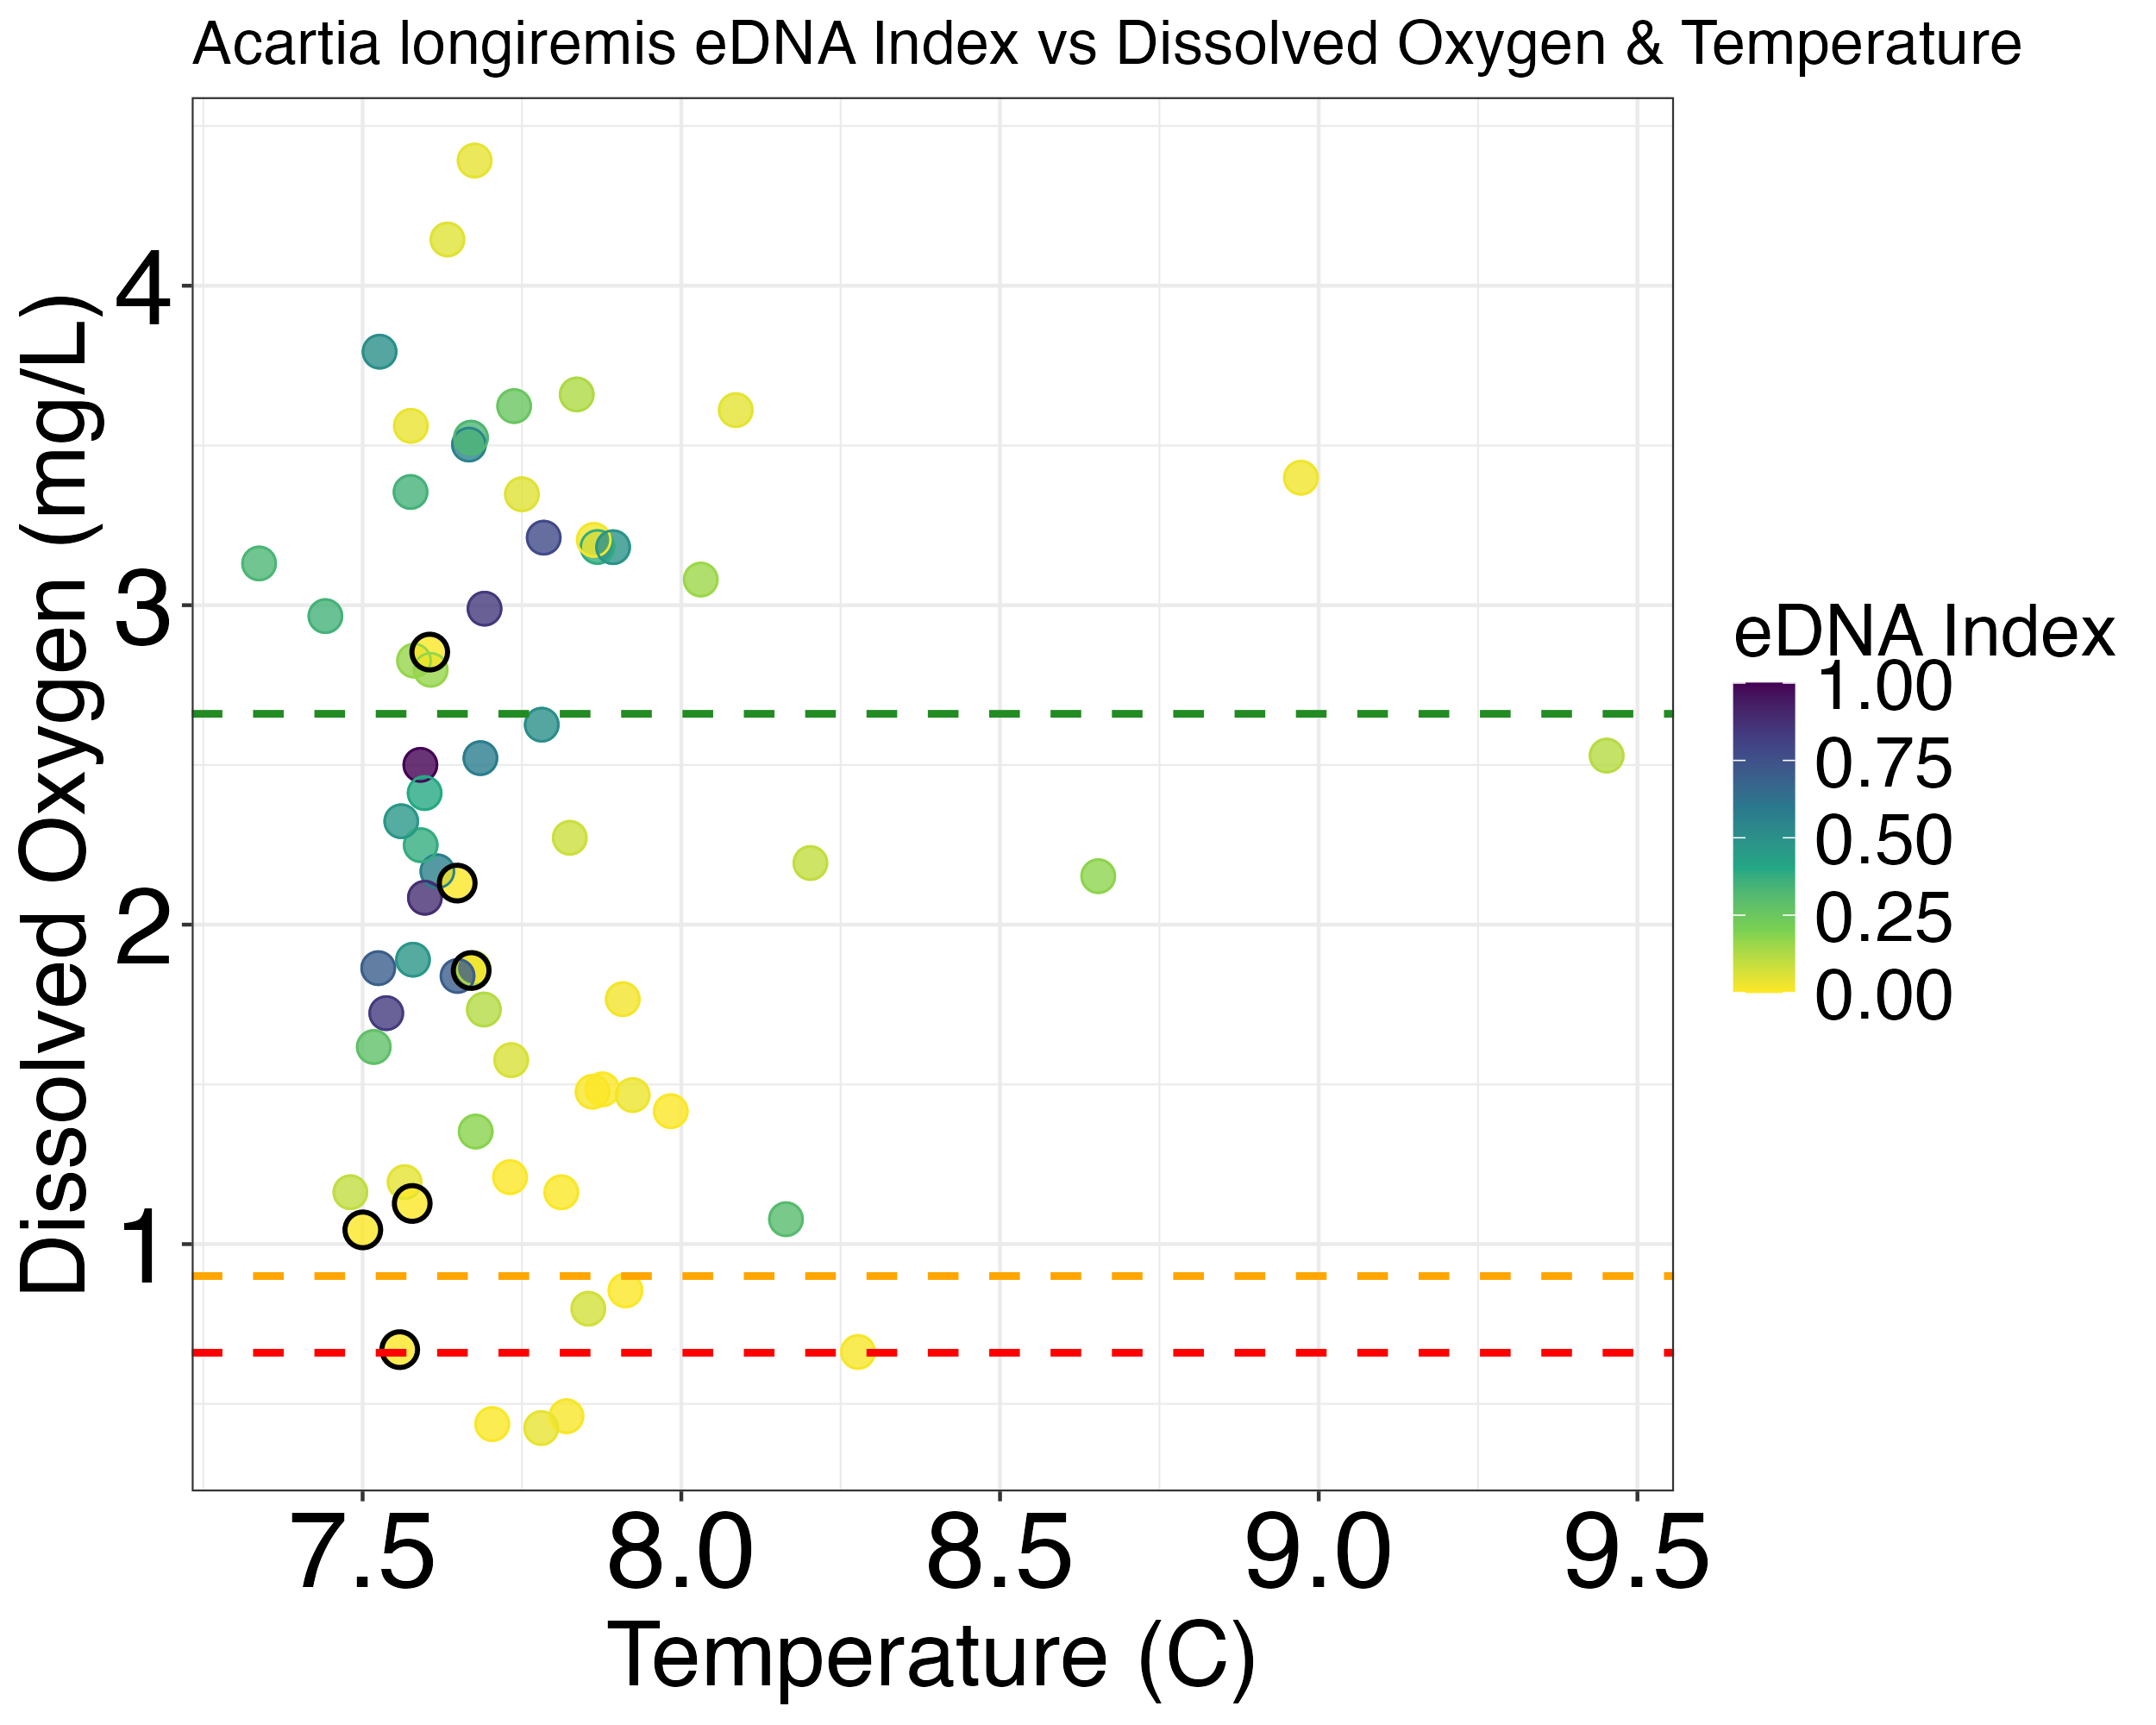 Acartia longiremis eDNA Index vs Dissolved Oxygen & Temperature
Dissolved Oxygen (mg/L)
4
3
2
1
7.5 8.0 8.5 9.0 9.5
Temperature (C)
eDNA Index
1.00
0.75
0.50
0.25
0.00